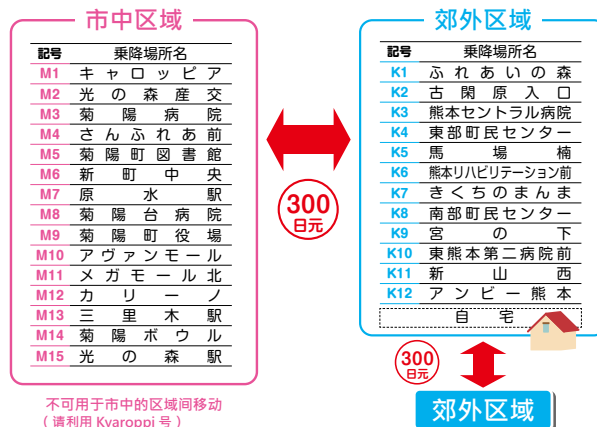 市中区域
記号 乗降場所名
M1 キャロッピア
M2 光の森産交
M3 菊陽病院
M4 さんふれあ前
M5 菊陽町図書館
M6 新町中央
M7 原水駅
M8 菊陽台病院
M9 菊陽町役場
M10 アヴァンモール
M11 メガモール北
M12 カリーノ
M13 三里木駅
M14 菊陽ボウル
M15 光の森駅
不可用于市中的区域间移动
（请利用 Kyaroppi 号）
300
日元
郊外区域
記号 乗降場所名
K1 ふれあいの森
K2 古閑原入口
K3 熊本セントラル病院
K4 東部町民センター
K5 馬場楠
K6 熊本リハビリテーション前
K7 きくちのまんま
K8 南部町民センター
K9 宮の下
K10 東熊本第二病院前
K11 新山西
K12 アンビー熊本
自宅
300
日元
郊外区域